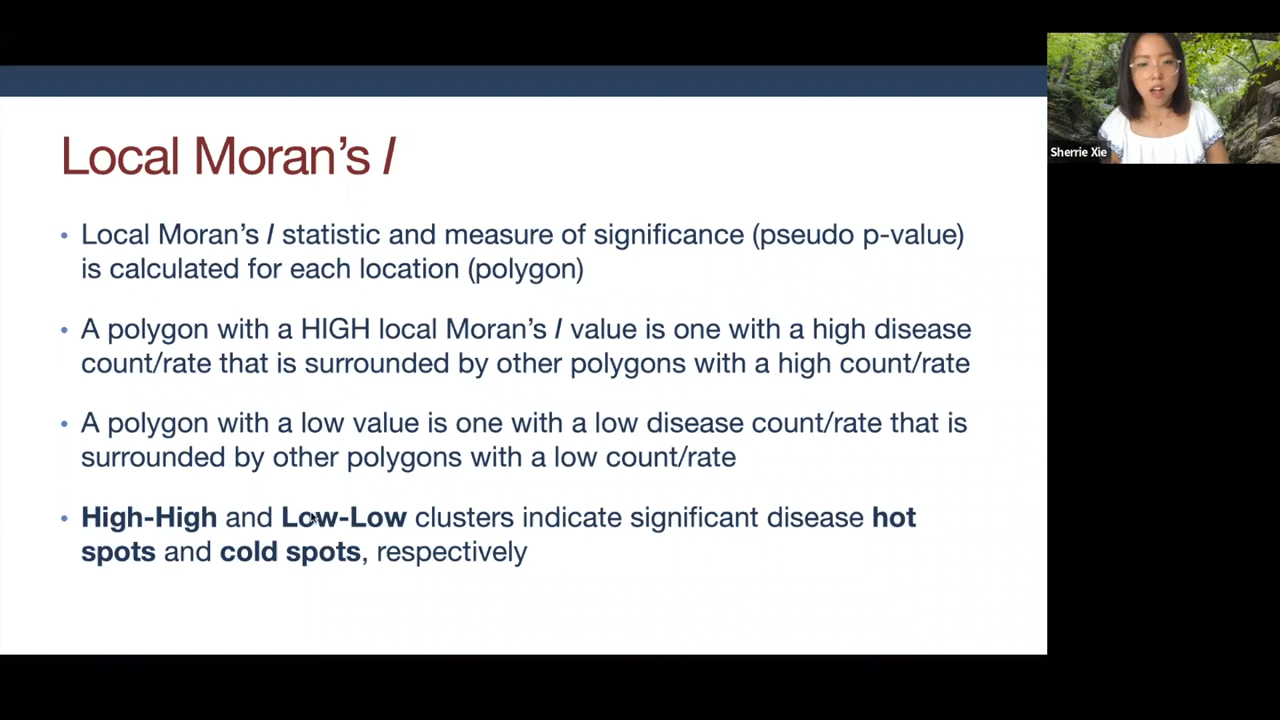 Local Moran's I
• Local Moran's I statistic and measure of significance (pseudo p-value)
is calculated for each location (polygon)
• A polygon with a HIGH local Moran's I value is one with a high disease
count/rate that is surrounded by other polygons with a high count/rate
• A polygon with a low value is one with a low disease count/rate that is
surrounded by other polygons with a low count/rate
• High-High and Low-Low clusters indicate significant disease hot
spots and cold spots, respectively
Sherrie Xie